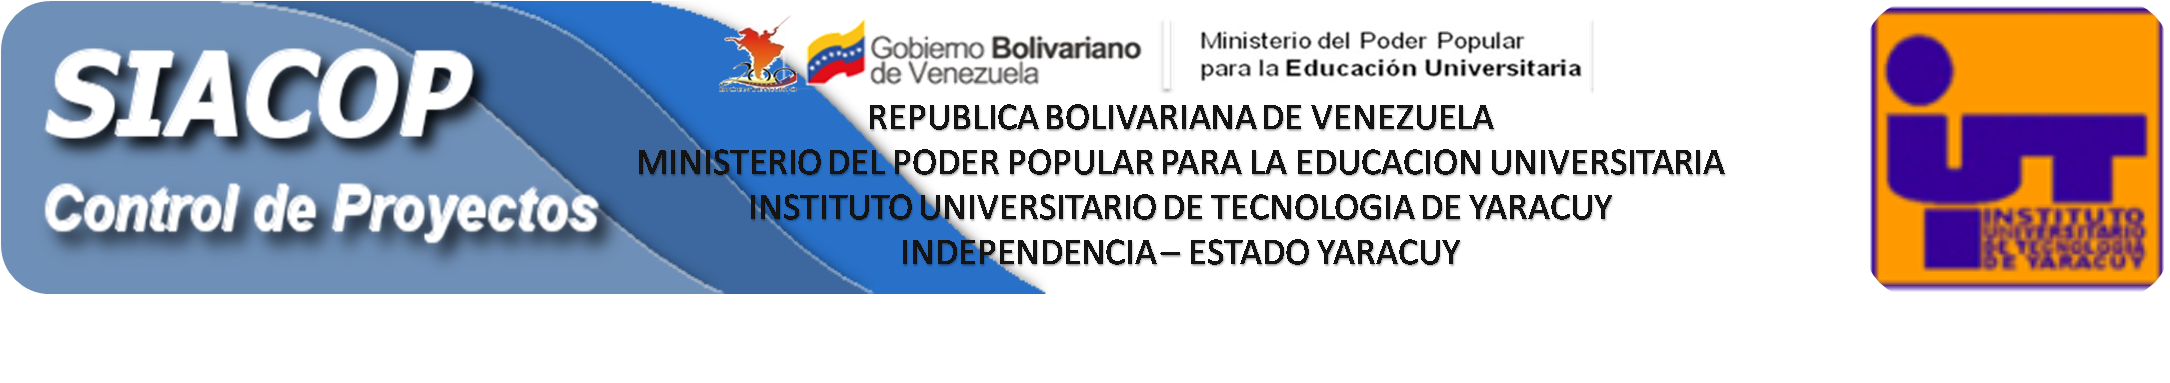 SIACOP
Control de Proyectos
200
BICENTENARIO
Gobierno Bolivariano
de Venezuela
Ministerio del Poder Popular
para la Educación Universitaria
REPUBLICA BOLIVARIANA DE VENEZUELA
MINISTERIO DEL PODER POPULAR PARA LA EDUCACION UNIVERSITARIA
INSTITUTO UNIVERSITARIO DE TECNOLOGIA DE YARACUY
INDEPENDENCIA – ESTADO YARACUY
iUT
INSTITUTO
UNIVERSITARIO
DE TECNOLOGIA
DE YARACUY